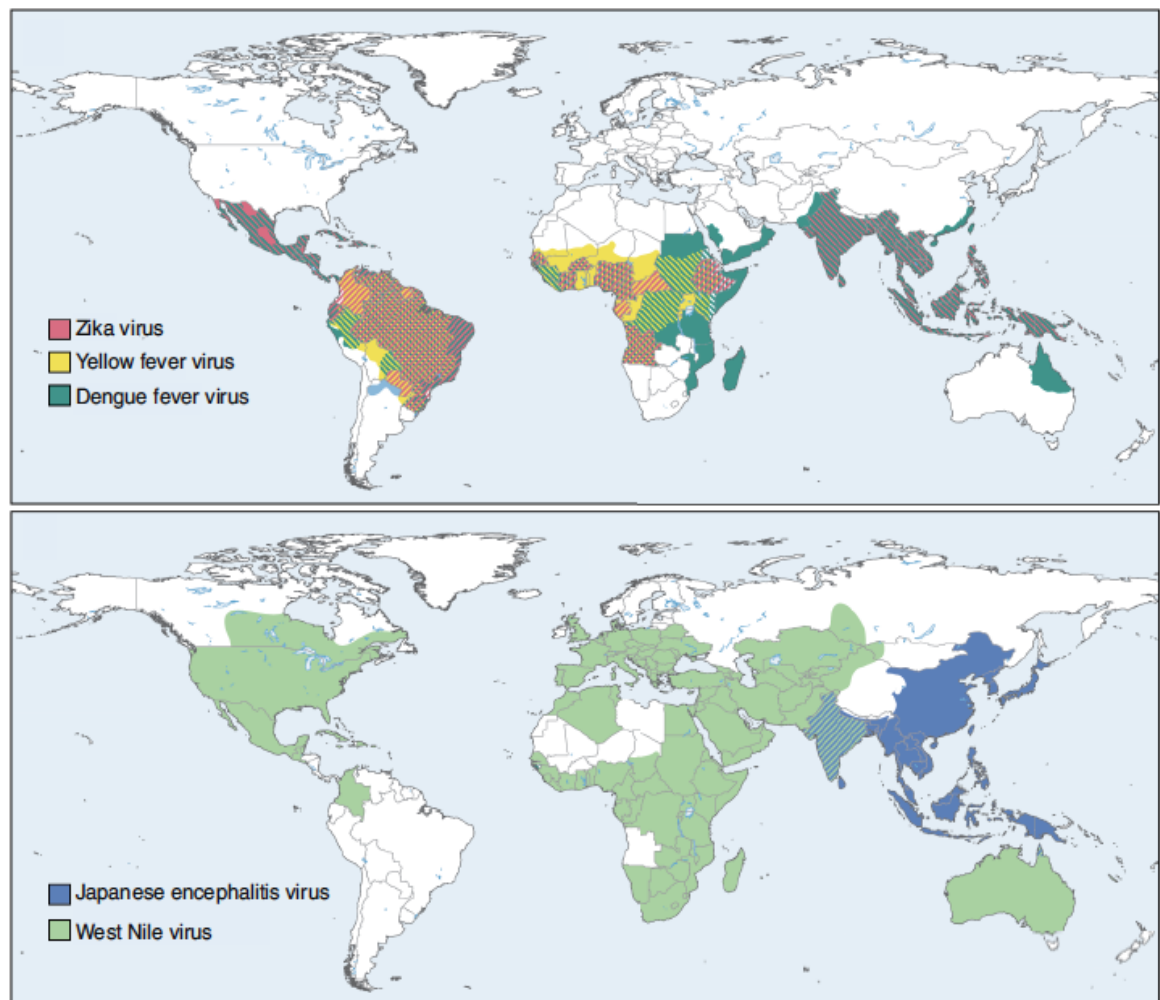 Zika virus
Yellow fever virus
Dengue fever virus
Japanese encephalitis virus
West Nile virus